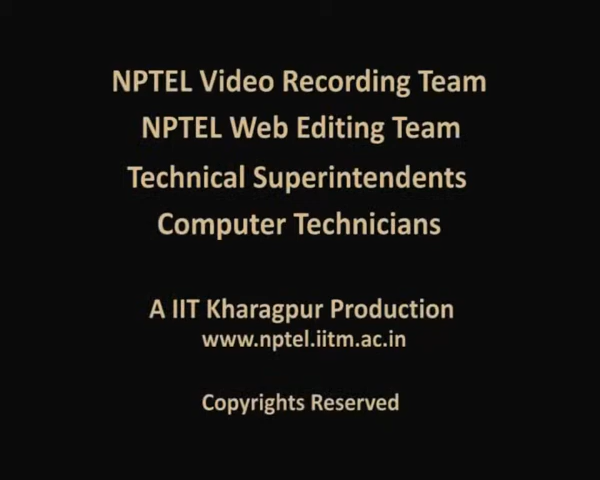 NPTEL Video Recording Team
NPTEL Web Editing Team
Technical Superintendents
Computer Technicians
A IIT Kharagpur Production
www.nptel.iitm.ac.in
Copyrights Reserved